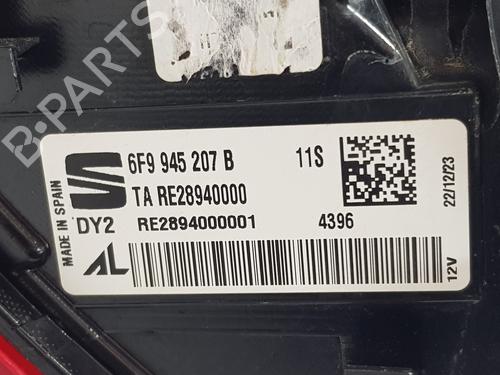 B-PARTS
6F9 945 207 B 11S
TA RE28940000
DY2 RE2894000001 4396
MADE IN SPAIN
AL
22/12/23
12V